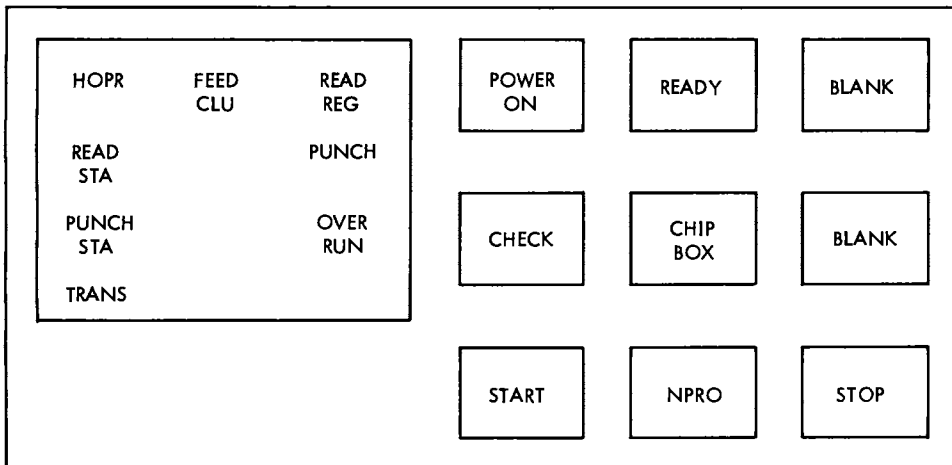 HOPR
FEED
CLU
READ
REG
READ
STA
PUNCH
PUNCH
STA
OVER
RUN
TRANS
POWER
ON
READY
BLANK
CHECK
CHIP
BOX
BLANK
START
NPRO
STOP